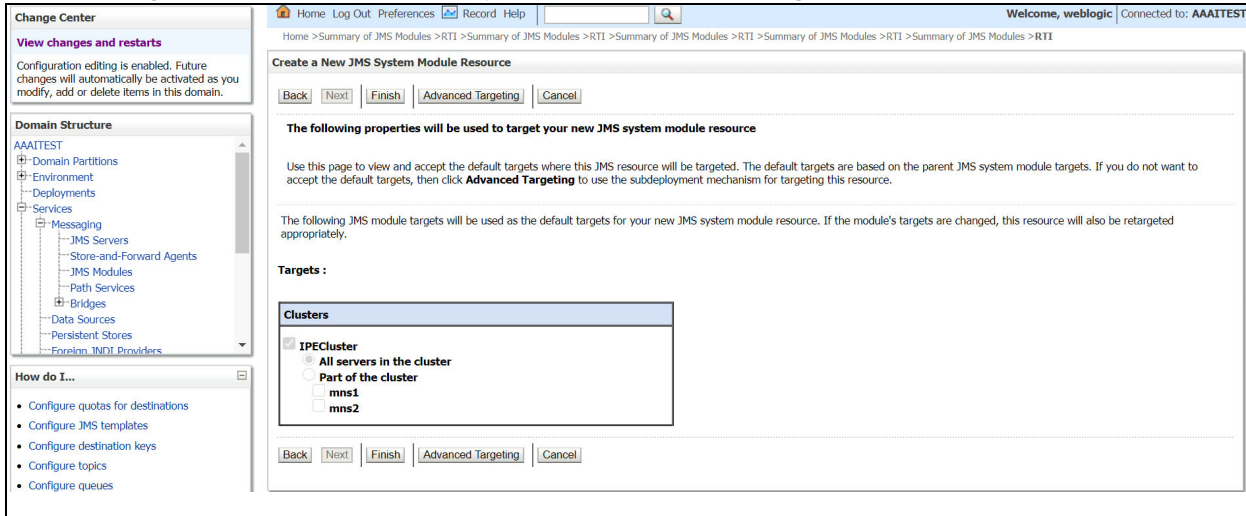 Change Center
View changes and restarts
Configuration editing is enabled. Future
changes will automatically be activated as you
modify, add or delete items in this domain.
Domain Structure
AAAITEST
Domain Partitions
Environment
Deployments
Services
Messaging
JMS Servers
Store-and-Forward Agents
JMS Modules
Path Services
Bridges
Data Sources
Persistent Stores
Foreign JNDI Providers
How do I...
Configure quotas for destinations
Configure JMS templates
Configure destination keys
Configure topics
Configure queues
Home Log Out Preferences Record Help
Welcome, weblogic Connected to: AAAITEST
Home >Summary of JMS Modules >RTI >Summary of JMS Modules >RTI >Summary of JMS Modules >RTI >Summary of JMS Modules >RTI >Summary of JMS Modules >RTI
Create a New JMS System Module Resource
Back Next Finish Advanced Targeting Cancel
The following properties will be used to target your new JMS system module resource
Use this page to view and accept the default targets where this JMS resource will be targeted. The default targets are based on the parent JMS system module targets. If you do not want to
accept the default targets, then click Advanced Targeting to use the subdeployment mechanism for targeting this resource.
The following JMS module targets will be used as the default targets for your new JMS system module resource. If the module's targets are changed, this resource will also be retargeted
appropriately.
Targets :
Clusters
IPECluster
All servers in the cluster
Part of the cluster
mns1
mns2
Back Next Finish Advanced Targeting Cancel